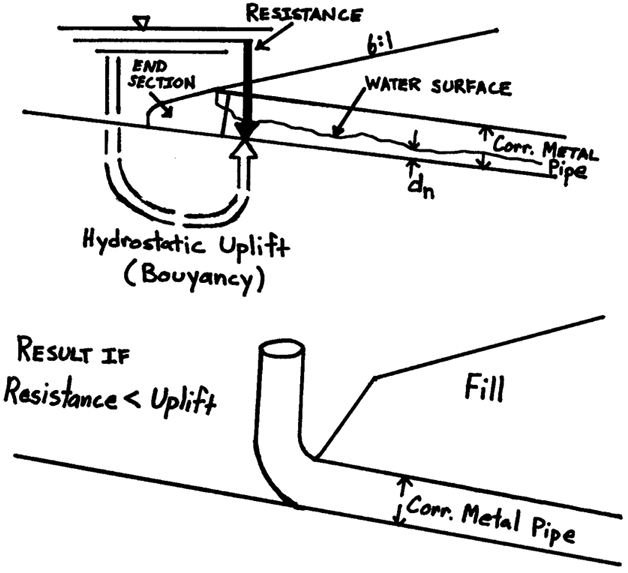 RESISTANCE
6:1
END
SECTION
WATER SURFACE
Corr. METAL
Pipe
dn
Hydrostatic Uplift
(Bouyancy)
RESULT IF
Resistance < Uplift
Fill
Corr. Metal Pipe